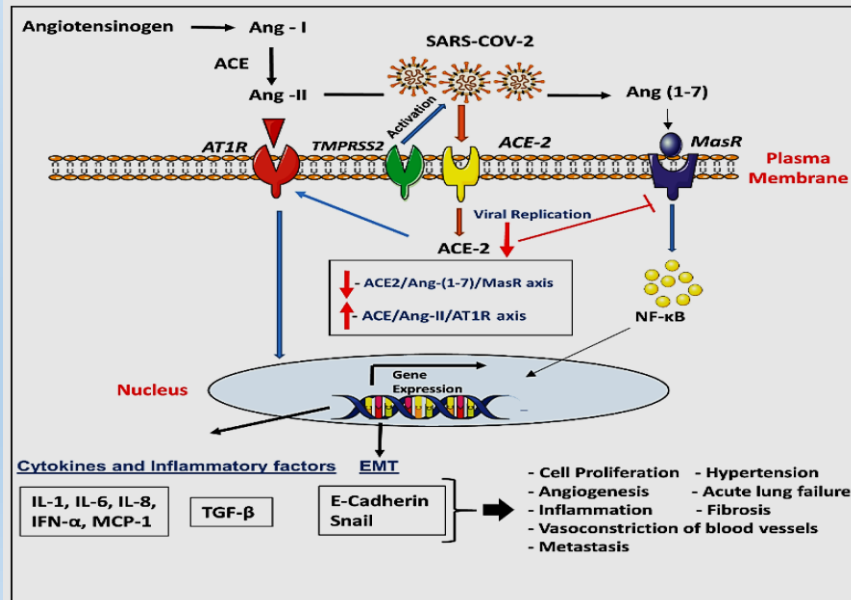 Angiotensinogen
Ang - I
ACE
SARS-COV-2
Ang -II
Ang (1-7)
Activation
AT1R
TMPRSS2
ACE-2
MasR
Plasma
Membrane
Viral Replication
ACE-2
- ACE2/Ang-(1-7)/MasR axis
- ACE/Ang-II/AT1R axis
NF-κB
Nucleus
Gene
Expression
Cytokines and Inflammatory factors
EMT
IL-1, IL-6, IL-8,
IFN-α, MCP-1
TGF-β
E-Cadherin
Snail
- Cell Proliferation - Hypertension
- Angiogenesis - Acute lung failure
- Inflammation - Fibrosis
- Vasoconstriction of blood vessels
- Metastasis